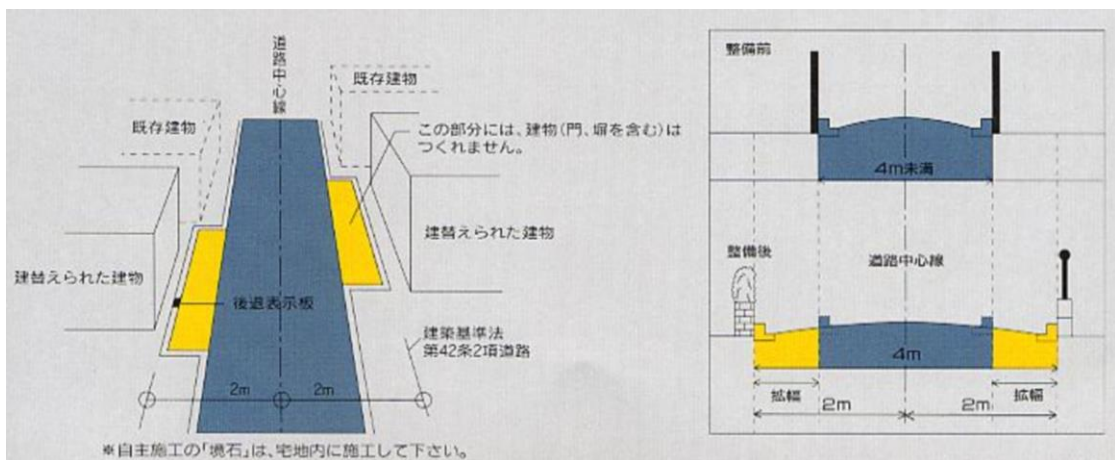 道路中心線
既存建物
既存建物
この部分には、建物(門、塀を含む)は
つくれません。
建替えられた建物
建替えられた建物
後退表示板
建築基準法
第42条2項道路
2m
2m
※自主施工の「境石」は、宅地内に施工して下さい。
整備前
4m未満
整備後
道路中心線
4m
拡幅
拡幅
2m
2m